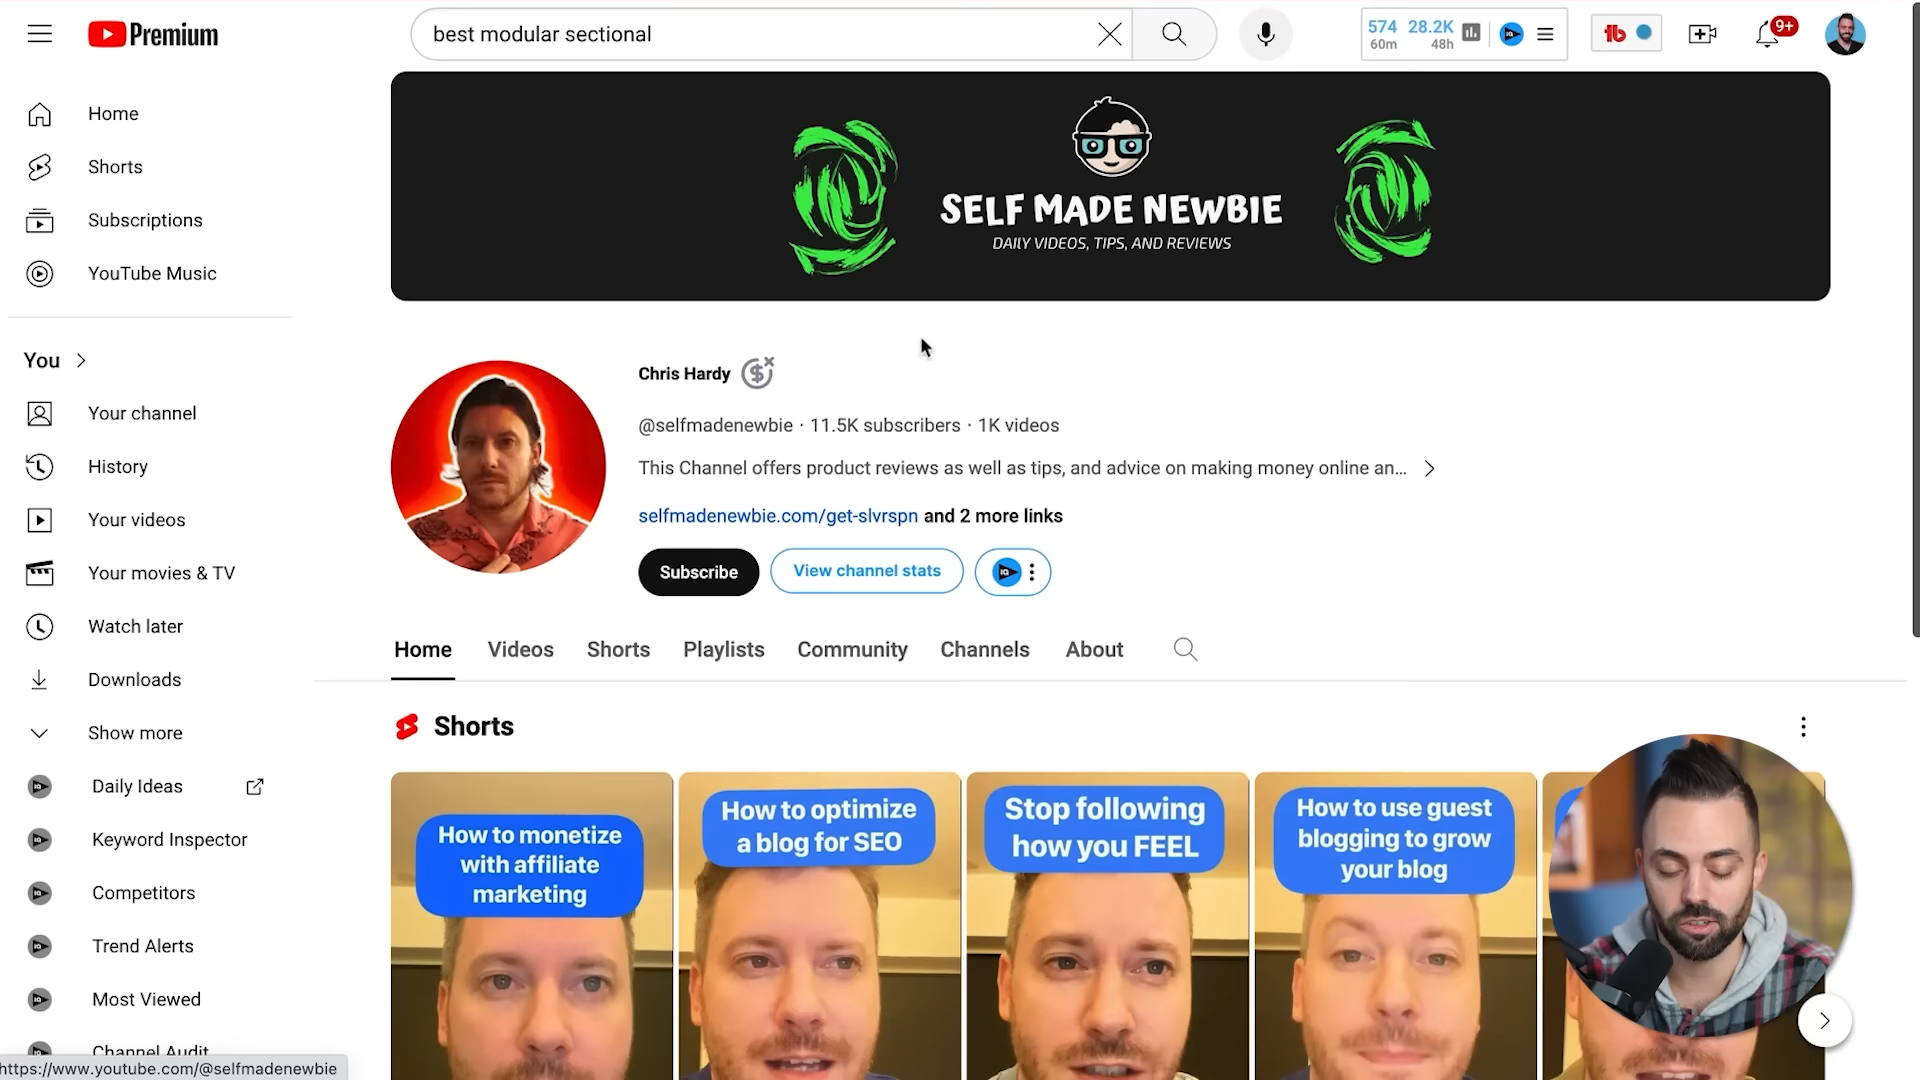 Premium
best modular sectional
574
60m
28.2K
48h
9+
Home
Shorts
Subscriptions
YouTube Music
You
Your channel
History
Your videos
Your movies & TV
Watch later
Downloads
Show more
Daily Ideas
Keyword Inspector
Competitors
Trend Alerts
Most Viewed
Channel Audit
https://www.youtube.com/@selfmadenewbie
SELF MADE NEWBIE
DAILY VIDEOS, TIPS, AND REVIEWS
Chris Hardy
@selfmadenewbie · 11.5K subscribers · 1K videos
This Channel offers product reviews as well as tips, and advice on making money online an...
selfmadenewbie.com/get-slvrspn and 2 more links
Subscribe
View channel stats
Home
Videos
Shorts
Playlists
Community
Channels
About
Shorts
How to monetize
with affiliate
marketing
How to optimize
a blog for SEO
Stop following
how you FEEL
How to use guest
blogging to grow
your blog